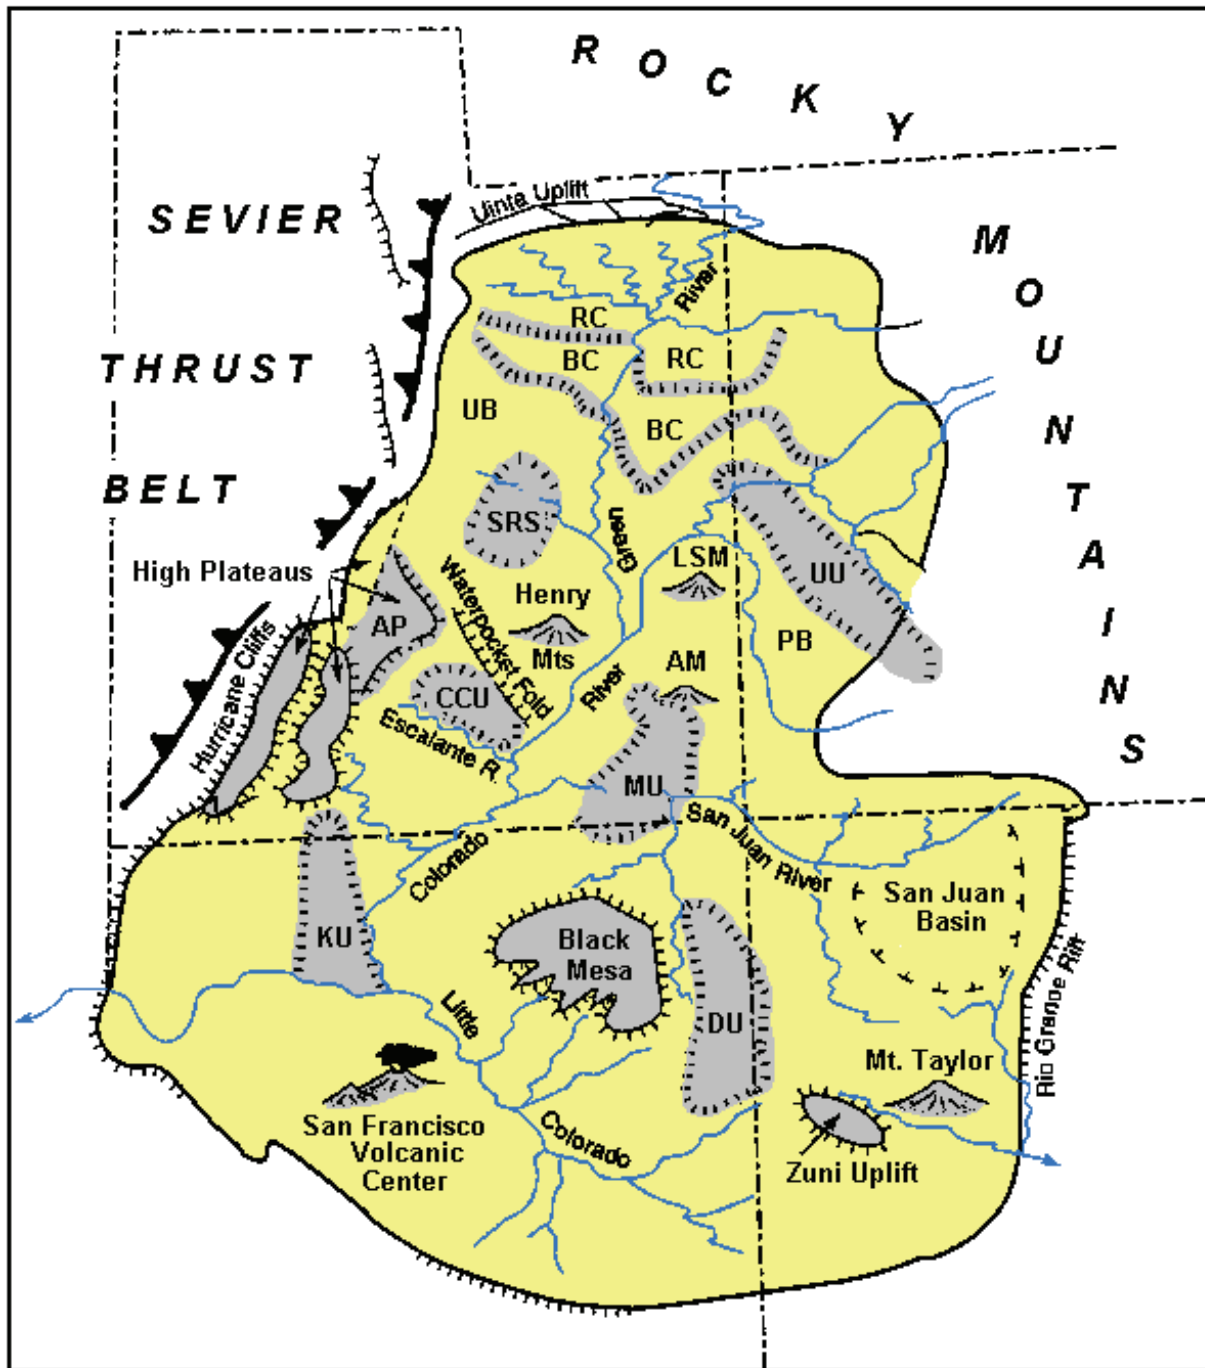 ROCKY
MOUNTAINS
SEVIER
THRUST
BELT
Uinta Uplift
River
RC
BC
RC
UB
BC
SRS
Green
LSM
UU
High Plateaus
Waterpocket Fold
Henry
Mts
AP
PB
AM
Hurricane Cliffs
CCU
River
Escalante R.
MU
San Juan River
Colorado
San Juan
Basin
KU
Black
Mesa
Rio Grange Rift
Little
DU
Mt. Taylor
San Francisco
Volcanic
Center
Colorado
Zuni Uplift